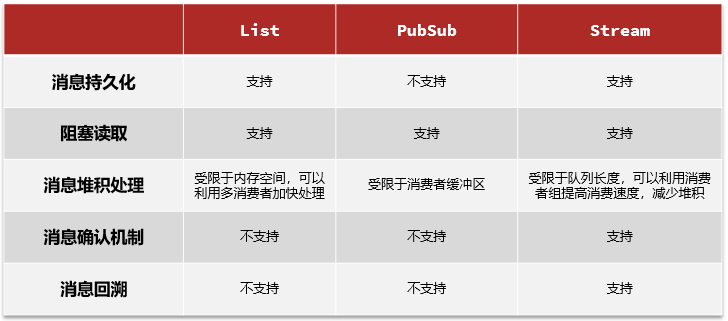 List PubSub Stream
消息持久化 支持 不支持 支持
阻塞读取 支持 支持 支持
消息堆积处理 受限于内存空间，可以 利用多消费者加快处理 受限于消费者缓冲区 受限于队列长度，可以利用消费 者组提高消费速度，减少堆积
消息确认机制 不支持 不支持 支持
消息回溯 不支持 不支持 支持